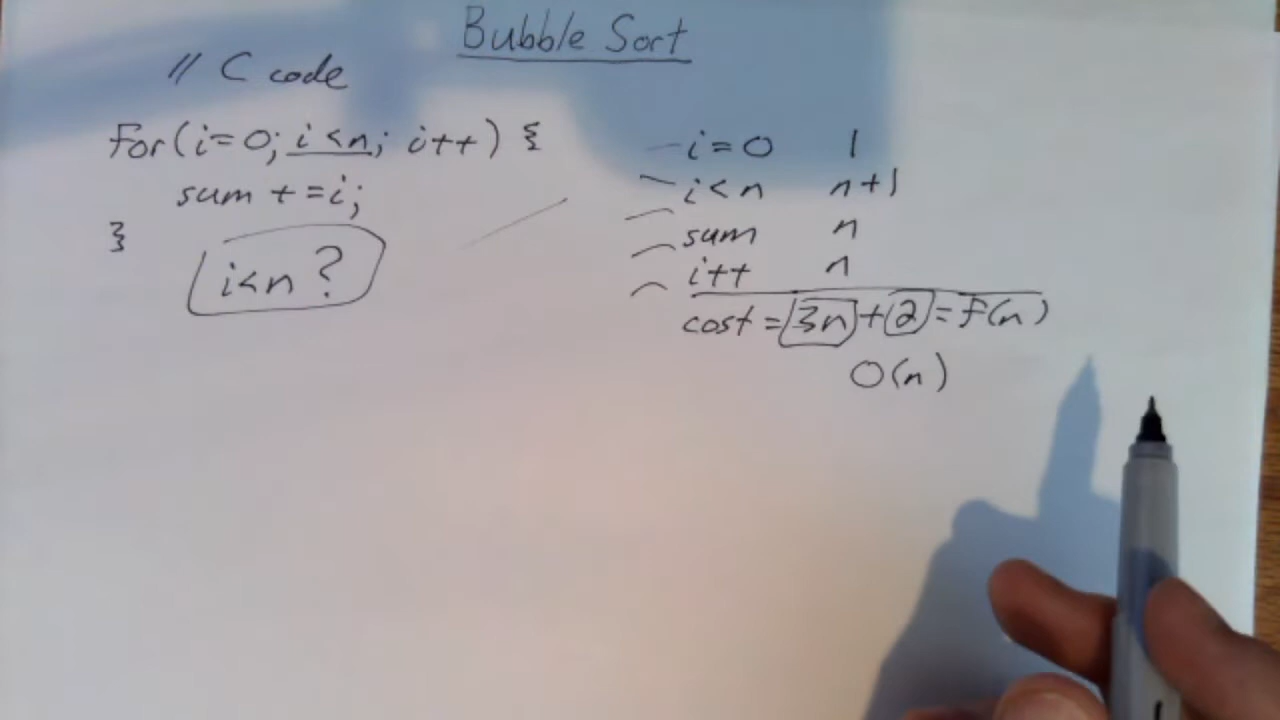 Bubble Sort
// C code
for(i=0; i<n; i++) {
sum +=i;
}
i<n?
i=0 1
i<n n+1
sum n
i++ n
cost = 3n + 2 = F(n)
O(n)